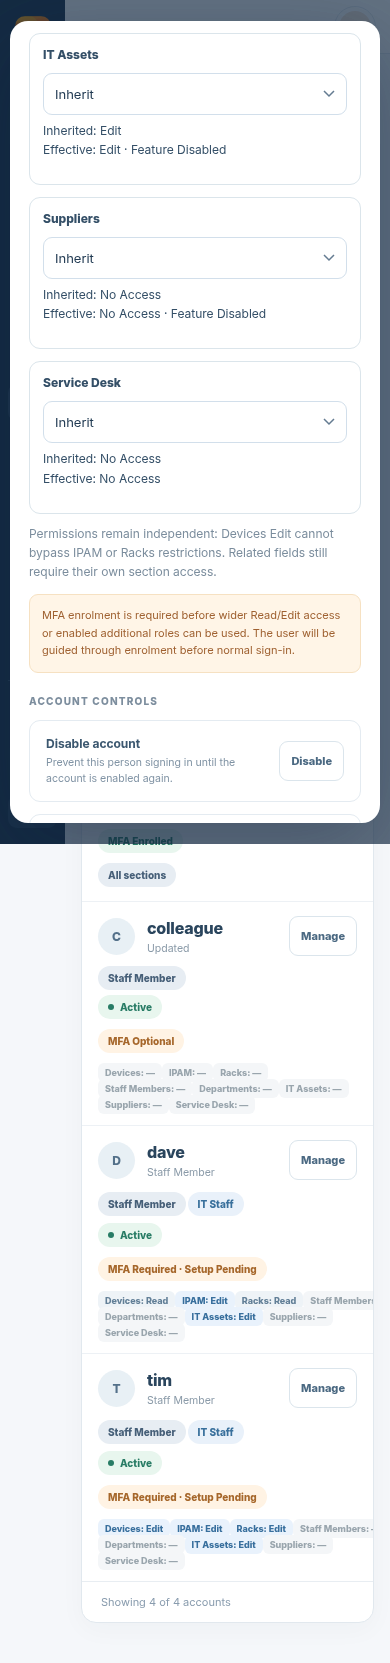 IT Assets
Inherit
Inherited: Edit
Effective: Edit · Feature Disabled
Suppliers
Inherit
Inherited: No Access
Effective: No Access · Feature Disabled
Service Desk
Inherit
Inherited: No Access
Effective: No Access
Permissions remain independent: Devices Edit cannot
bypass IPAM or Racks restrictions. Related fields still
require their own section access.
MFA enrolment is required before wider Read/Edit access
or enabled additional roles can be used. The user will be
guided through enrolment before normal sign-in.
ACCOUNT CONTROLS
Disable account
Prevent this person signing in until the
account is enabled again.
Disable
MFA Enrolled
All sections
C
colleague
Updated
Manage
Staff Member
Active
MFA Optional
Devices: — IPAM: — Racks: —
Staff Members: — Departments: — IT Assets: —
Suppliers: — Service Desk: —
D
dave
Staff Member
Manage
Staff Member IT Staff
Active
MFA Required · Setup Pending
Devices: Read IPAM: Edit Racks: Read Staff Members
Departments: — IT Assets: Edit Suppliers: —
Service Desk: —
T
tim
Staff Member
Manage
Staff Member IT Staff
Active
MFA Required · Setup Pending
Devices: Edit IPAM: Edit Racks: Edit Staff Members: -
Departments: — IT Assets: Edit Suppliers: —
Service Desk: —
Showing 4 of 4 accounts